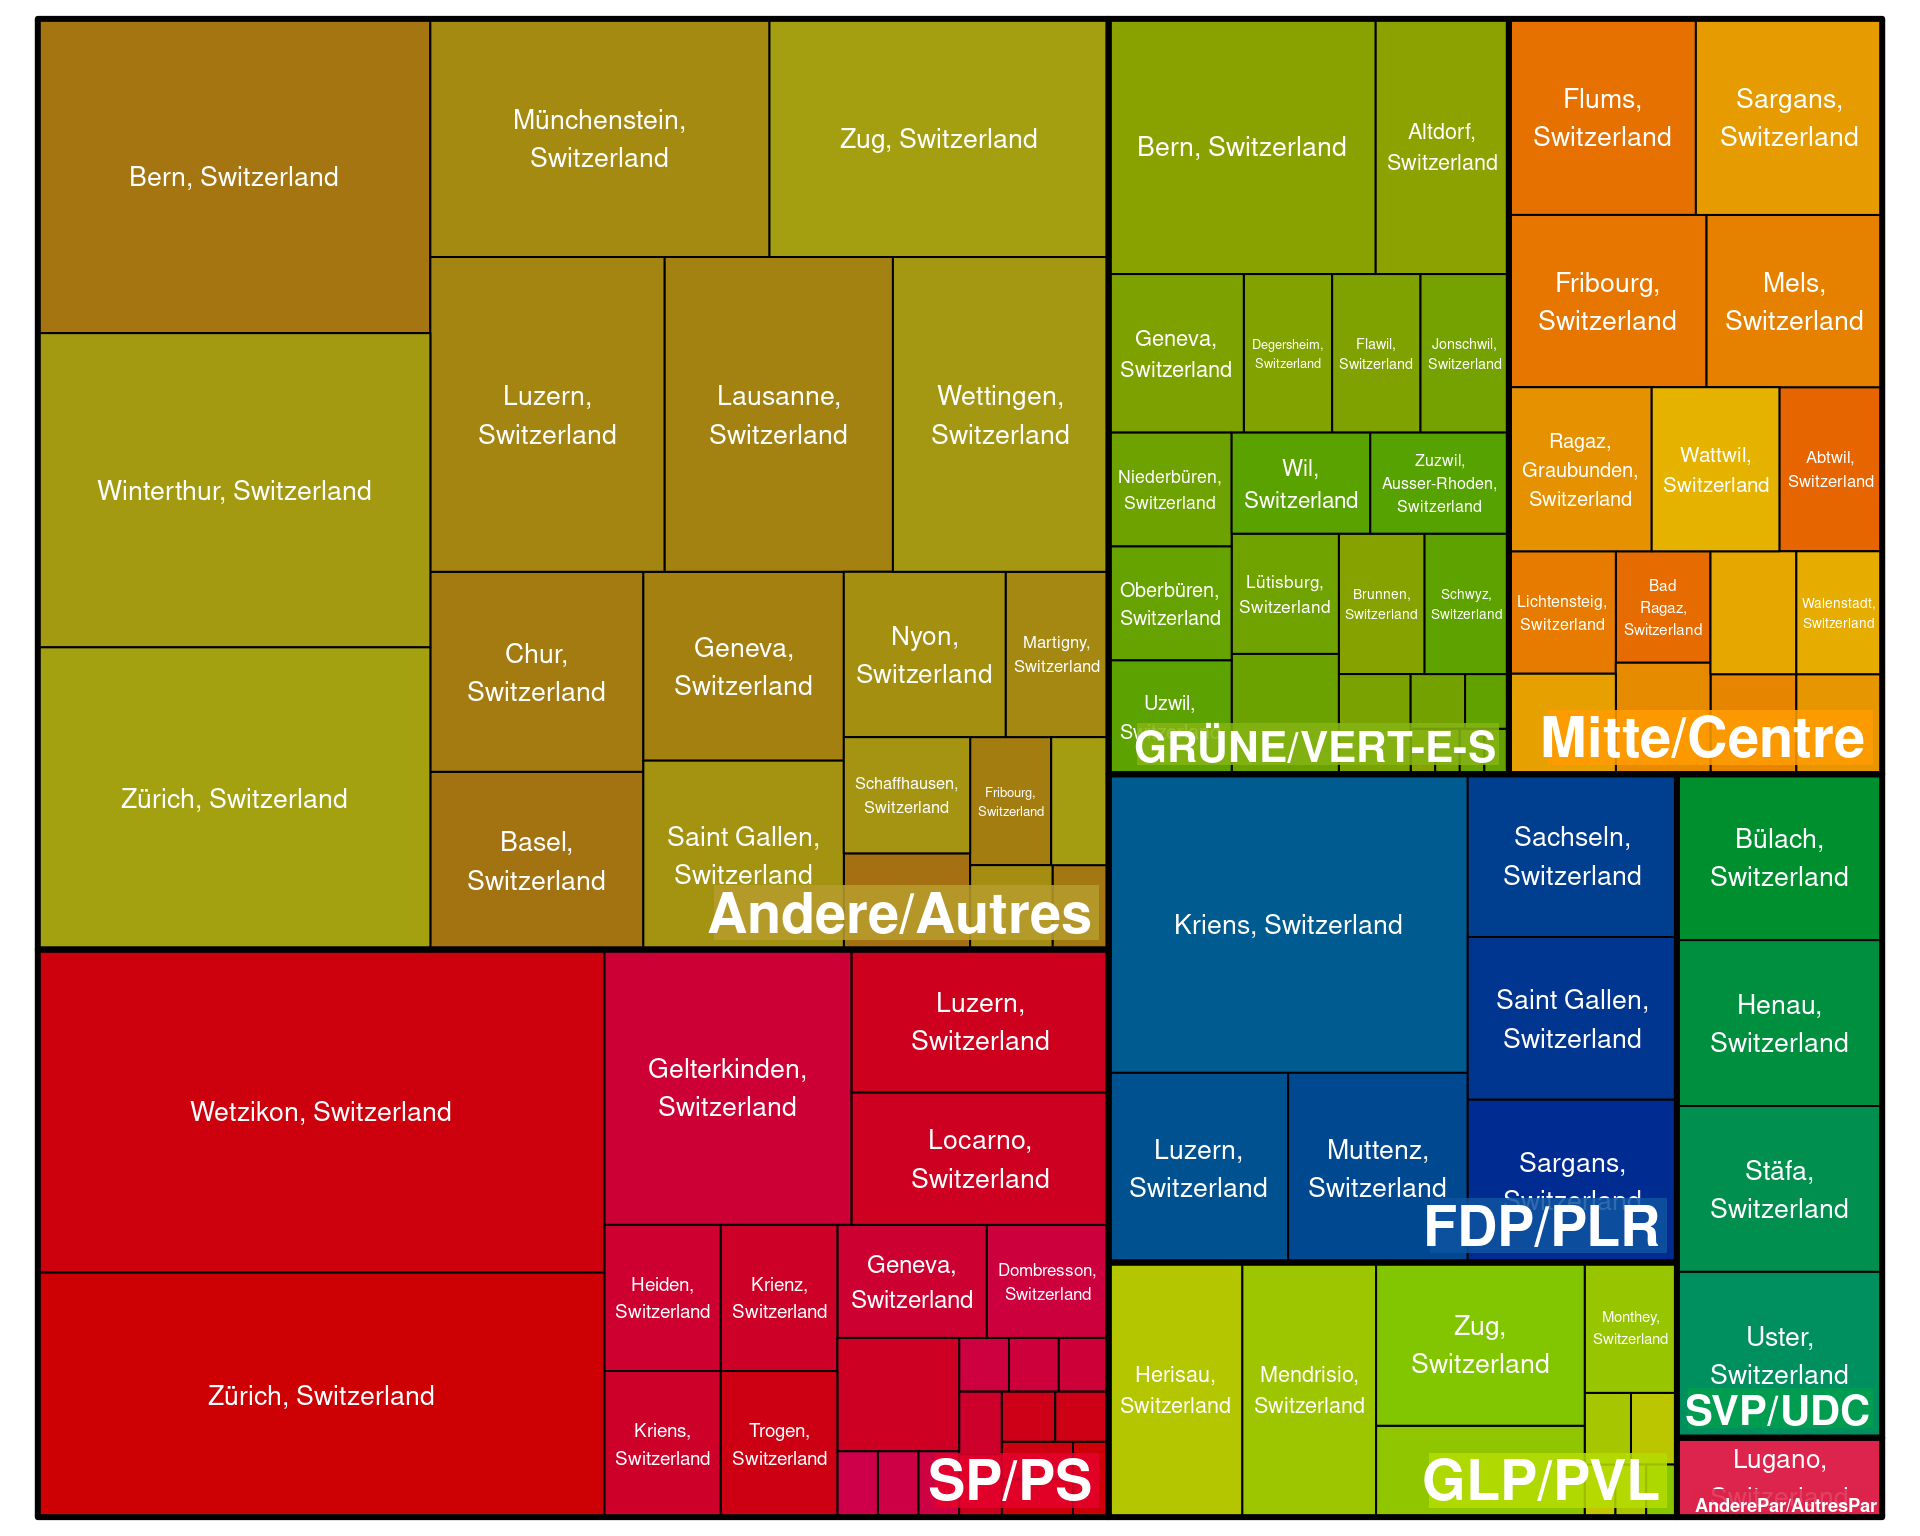 Bern, Switzerland
Winterthur, Switzerland
Zürich, Switzerland
Münchenstein,
Switzerland
Zug, Switzerland
Luzern,
Switzerland
Lausanne,
Switzerland
Wettingen,
Switzerland
Chur,
Switzerland
Basel,
Switzerland
Geneva,
Switzerland
Saint Gallen,
Switzerland
Nyon,
Switzerland
Martigny,
Switzerland
Schaffhausen,
Switzerland
Fribourg,
Switzerland
Andere/Autres
Wetzikon, Switzerland
Zürich, Switzerland
Gelterkinden,
Switzerland
Luzern,
Switzerland
Locarno,
Switzerland
Heiden,
Switzerland
Krienz,
Switzerland
Kriens,
Switzerland
Trogen,
Switzerland
Geneva,
Switzerland
Dombresson,
Switzerland
SP/PS
Bern, Switzerland
Altdorf,
Switzerland
Geneva,
Switzerland
Degersheim,
Switzerland
Flawil,
Switzerland
Jonschwil,
Switzerland
Niederbüren,
Switzerland
Wil,
Switzerland
Zuzwil,
Ausser-Rhoden,
Switzerland
Oberbüren,
Switzerland
Lütisburg,
Switzerland
Brunnen,
Switzerland
Schwyz,
Switzerland
Uzwil,
Switzerland
GRÜNE/VERT-E-S
Flums,
Switzerland
Sargans,
Switzerland
Fribourg,
Switzerland
Mels,
Switzerland
Ragaz,
Graubunden,
Switzerland
Wattwil,
Switzerland
Abtwil,
Switzerland
Lichtensteig,
Switzerland
Bad
Ragaz,
Switzerland
Walenstadt,
Switzerland
Mitte/Centre
Kriens, Switzerland
Luzern,
Switzerland
Muttenz,
Switzerland
Sachseln,
Switzerland
Saint Gallen,
Switzerland
Sargans,
Switzerland
FDP/PLR
Herisau,
Switzerland
Mendrisio,
Switzerland
Zug,
Switzerland
Monthey,
Switzerland
GLP/PVL
Bülach,
Switzerland
Henau,
Switzerland
Stäfa,
Switzerland
Uster,
Switzerland
SVP/UDC
Lugano,
Switzerland
AnderePar/AutresPar